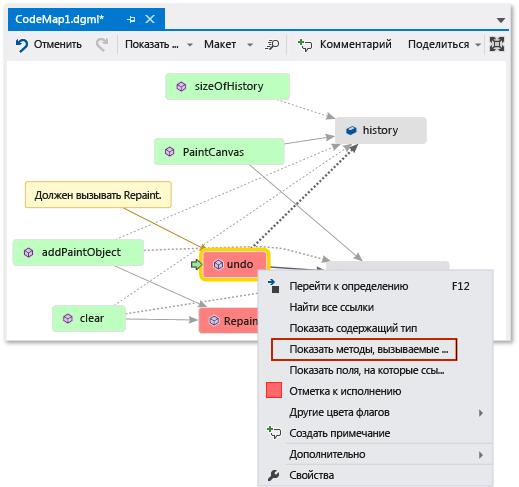 CodeMap1.dgml*
Отменить
Показать ...
Макет
Комментарий
Поделиться
sizeOfHistory
history
PaintCanvas
Должен вызывать Repaint.
addPaintObject
undo
clear
Repain
Перейти к определению F12
Найти все ссылки
Показать содержащий тип
Показать методы, вызываемые ...
Показать поля, на которые ссы...
Отметка к исполнению
Другие цвета флагов
Создать примечание
Дополнительно
Свойства